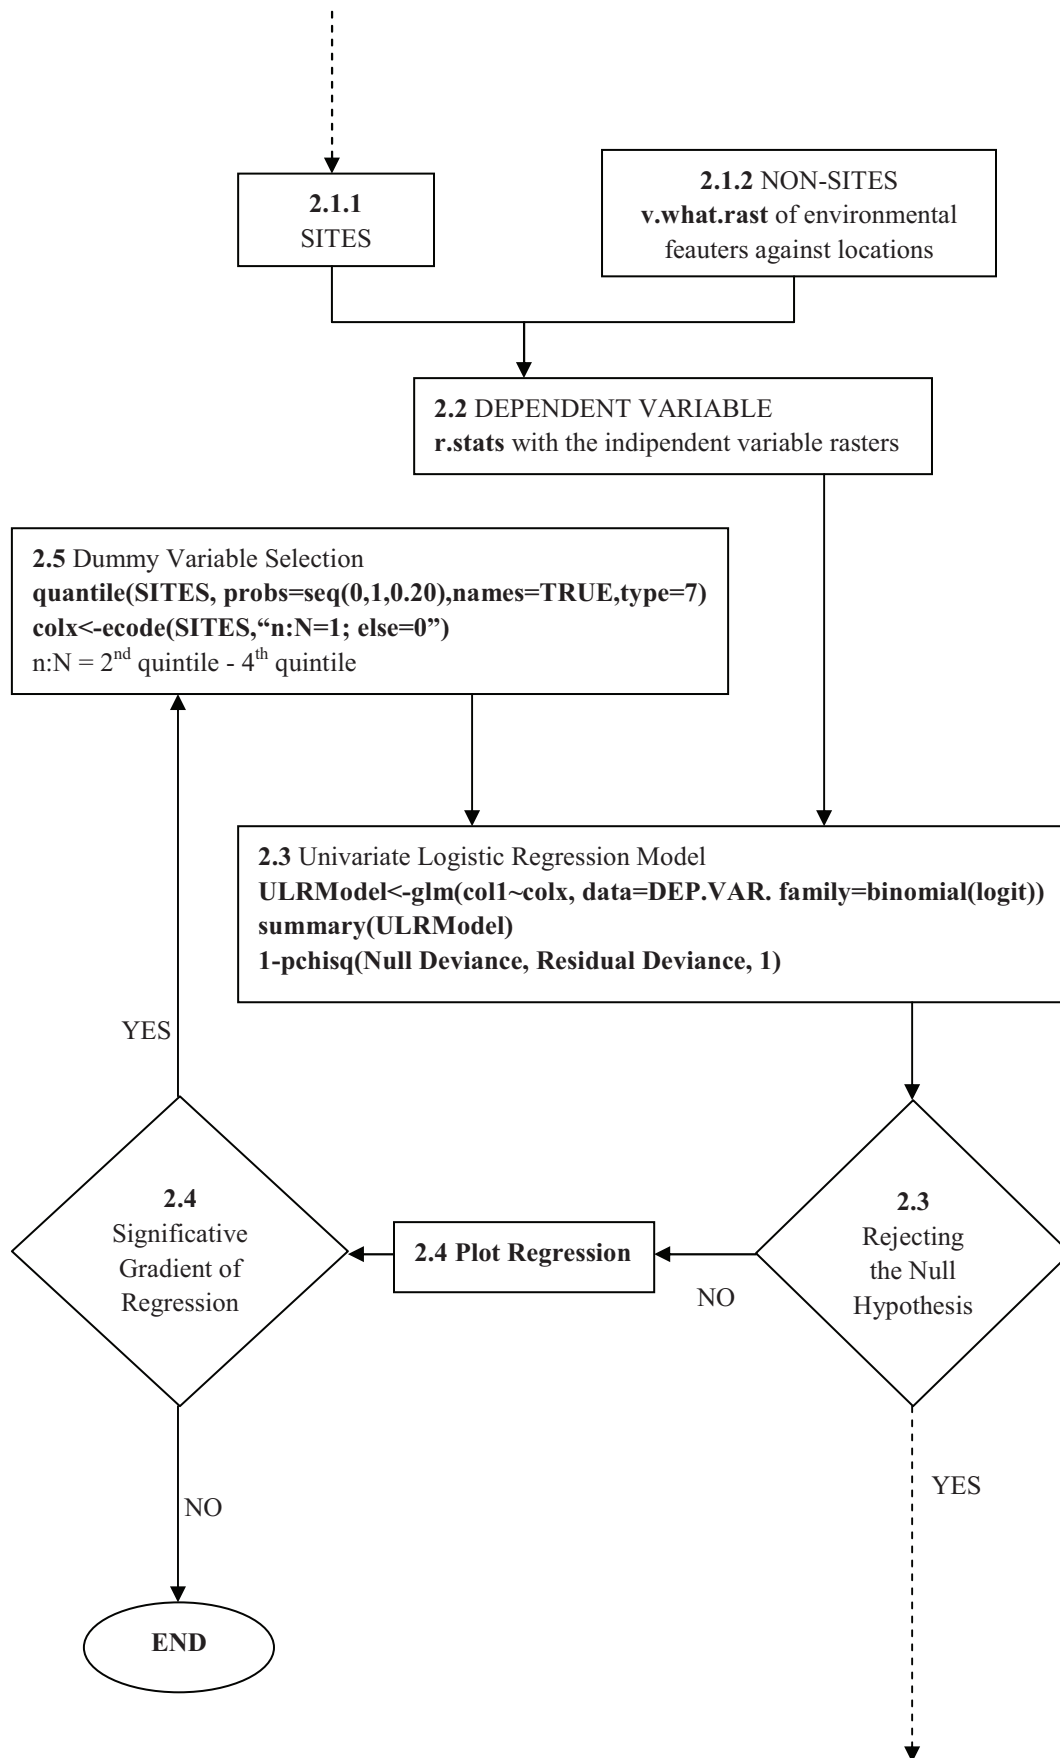 2.1.1
SITES
2.1.2 NON-SITES
v.what.rast of environmental
feauters against locations
2.2 DEPENDENT VARIABLE
r.stats with the indipendent variable rasters
2.5 Dummy Variable Selection
quantile(SITES, probs=seq(0,1,0.20),names=TRUE,type=7)
colx<-ecode(SITES,“n:N=1; else=0”)
n:N = 2nd quintile - 4th quintile
2.3 Univariate Logistic Regression Model
ULRModel<-glm(col1~colx, data=DEP.VAR. family=binomial(logit))
summary(ULRModel)
1-pchisq(Null Deviance, Residual Deviance, 1)
YES
2.3
Rejecting
the Null
Hypothesis
NO
2.4 Plot Regression
2.4
Significative
Gradient of
Regression
YES
NO
END